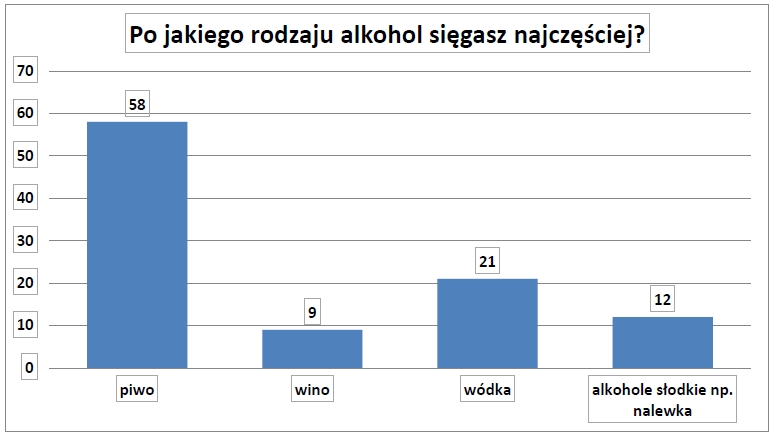 Po jakiego rodzaju alkohol sięgasz najczęściej?
70
60
50
40
30
20
10
0
58
9
21
12
piwo
wino
wódka
alkohole słodkie np.
nalewka